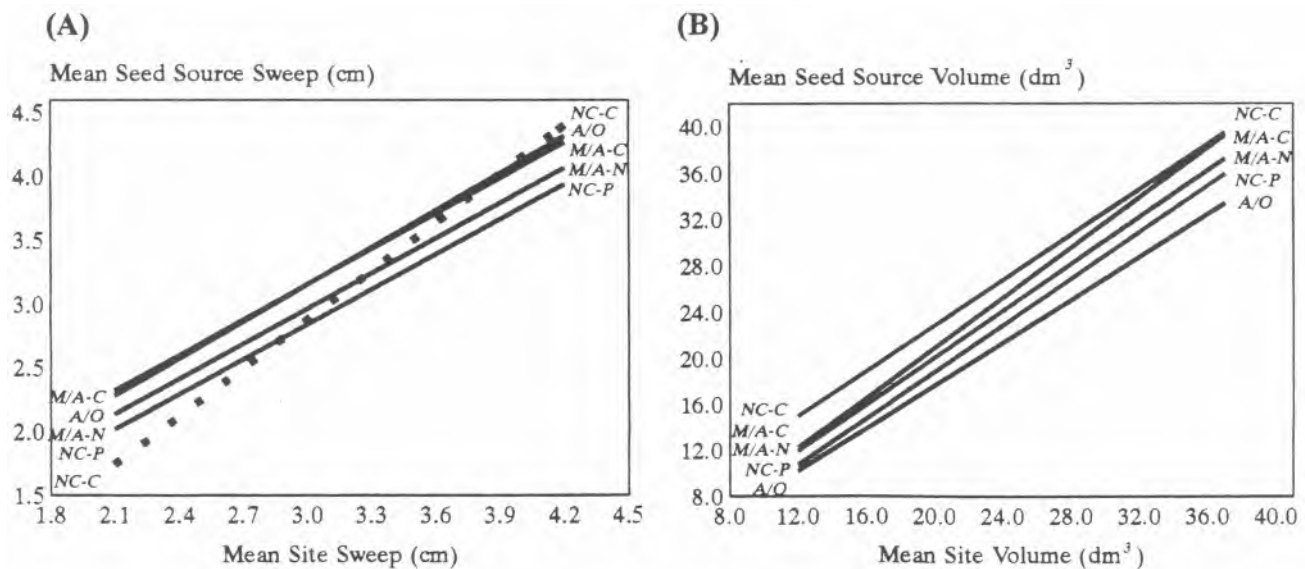 (A)
Mean Seed Source Sweep (cm)
4.5
4.0
3.5
3.0
2.5
2.0
1.5
NC-C
A/O
M/A-C
M/A-N
NC-P
M/A-C
A/O
M/A-N
NC-P
NC-C
1.8 2.1 2.4 2.7 3.0 3.3 3.6 3.9 4.2 4.5
Mean Site Sweep (cm)
(B)
Mean Seed Source Volume (dm³)
40.0
36.0
32.0
28.0
24.0
20.0
16.0
12.0
8.0
NC-C
M/A-C
M/A-N
NC-P
A/O
NC-C
M/A-C
M/A-N
NC-P
A/O
8.0 12.0 16.0 20.0 24.0 28.0 32.0 36.0 40.0
Mean Site Volume (dm³)